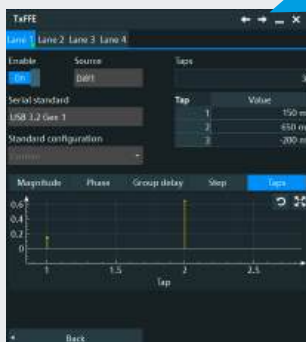 TxFFE
Lane 1 Lane 2 Lane 3 Lane 4
Enable Source Taps
On 3
Serial standard Tap Value
USB 3.2 Gen 1 1 150 m
2 650 m
Standard configuration 3 -200 m
Custom
Magnitude Phase Group delay Step Taps
0.6
0.4
0.2
0
1 1.5 2 2.5
Tap
Back